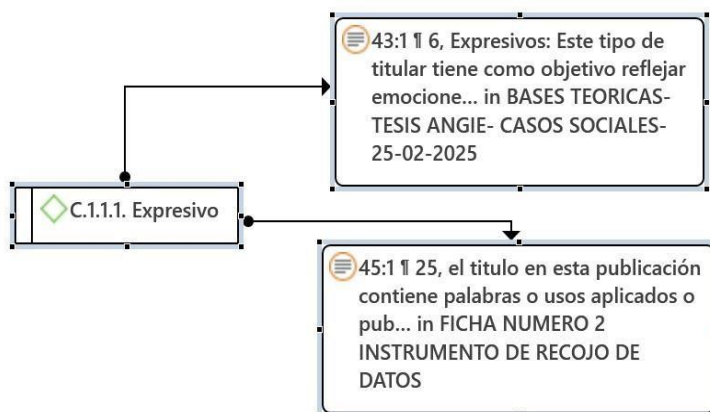 43:1 ¶ 6, Expresivos: Este tipo de
titular tiene como objetivo reflejar
emocione... in BASES TEORICAS-
TESIS ANGIE- CASOS SOCIALES-
25-02-2025
C.1.1.1. Expresivo
45:1 ¶ 25, el titulo en esta publicación
contiene palabras o usos aplicados o
pub... in FICHA NUMERO 2
INSTRUMENTO DE RECOJO DE
DATOS